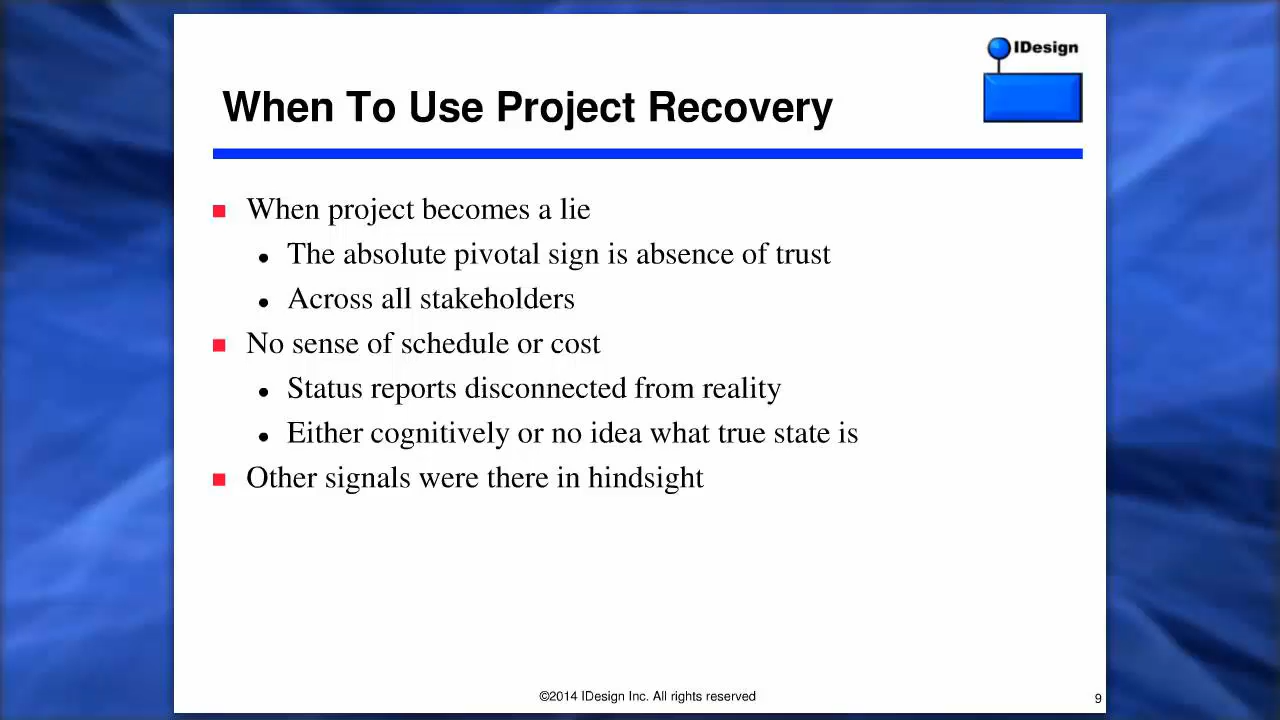 IDesign
When To Use Project Recovery
When project becomes a lie
The absolute pivotal sign is absence of trust
Across all stakeholders
No sense of schedule or cost
Status reports disconnected from reality
Either cognitively or no idea what true state is
Other signals were there in hindsight
©2014 IDesign Inc. All rights reserved
9